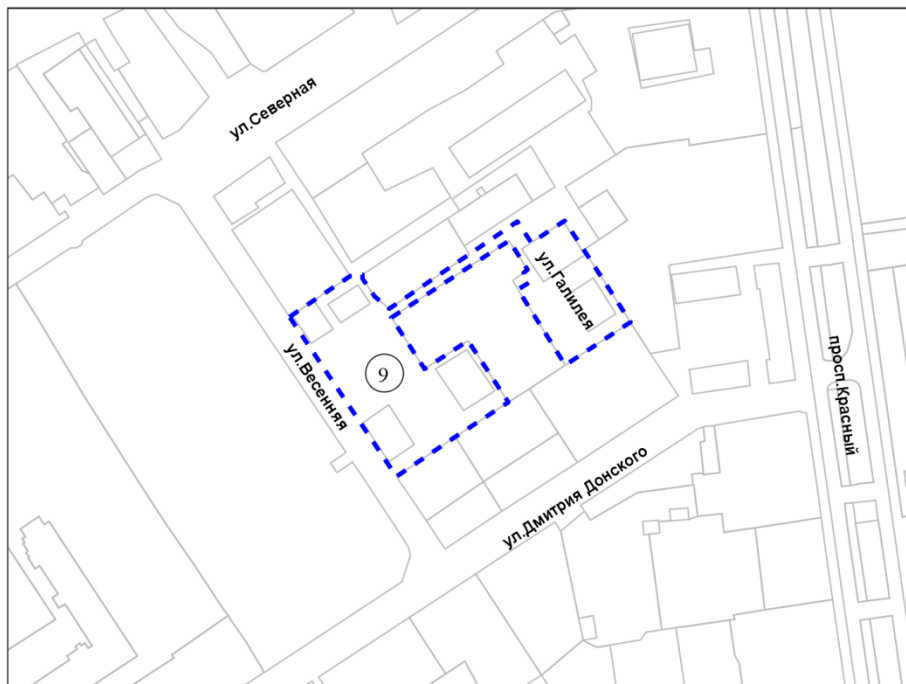 ул.Северная
ул.Галилея
ул.Весенняя
9
просп.Красный
ул.Дмитрия Донского